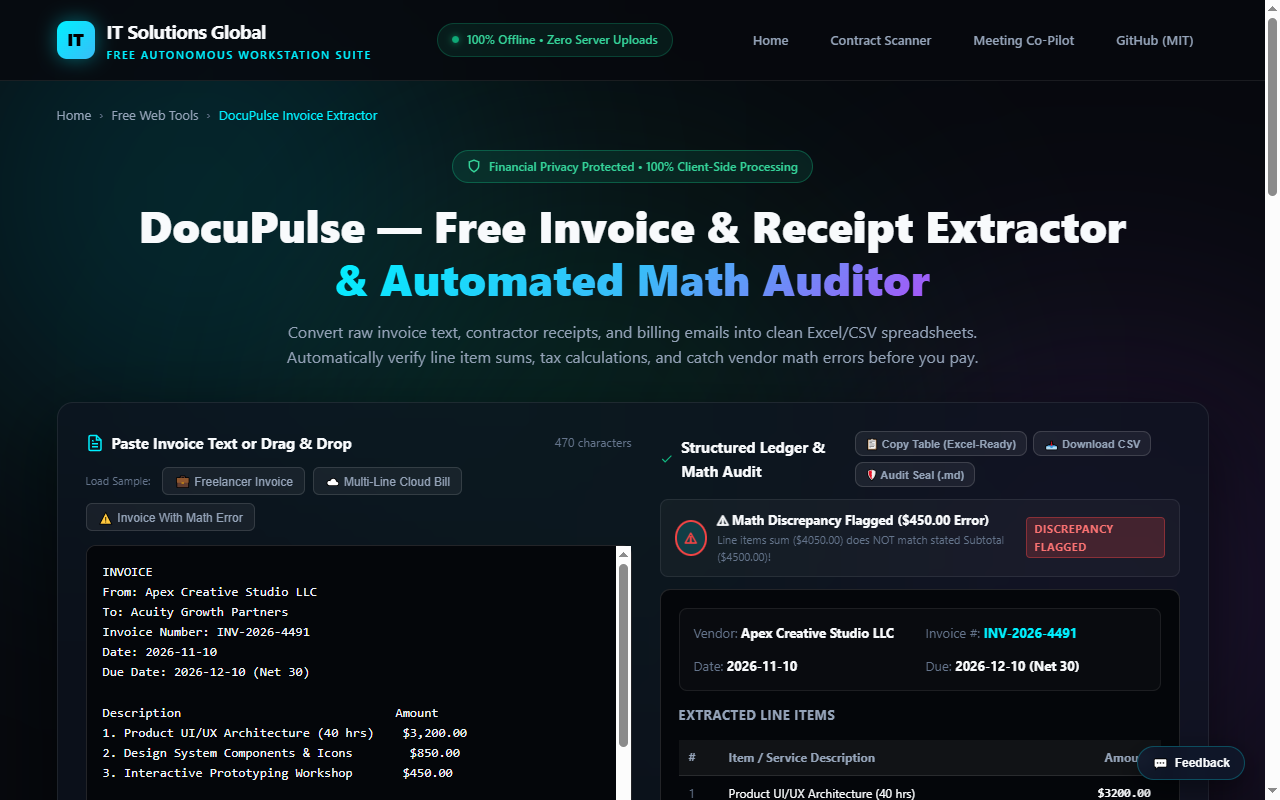 IT
IT Solutions Global
FREE AUTONOMOUS WORKSTATION SUITE
100% Offline • Zero Server Uploads
Home
Contract Scanner
Meeting Co-Pilot
GitHub (MIT)
Home › Free Web Tools › DocuPulse Invoice Extractor
Financial Privacy Protected • 100% Client-Side Processing
DocuPulse — Free Invoice & Receipt Extractor
& Automated Math Auditor
Convert raw invoice text, contractor receipts, and billing emails into clean Excel/CSV spreadsheets.
Automatically verify line item sums, tax calculations, and catch vendor math errors before you pay.
Paste Invoice Text or Drag & Drop
470 characters
Load Sample:
Freelancer Invoice
Multi-Line Cloud Bill
Invoice With Math Error
INVOICE
From: Apex Creative Studio LLC
To: Acuity Growth Partners
Invoice Number: INV-2026-4491
Date: 2026-11-10
Due Date: 2026-12-10 (Net 30)
Description Amount
1. Product UI/UX Architecture (40 hrs) $3,200.00
2. Design System Components & Icons $850.00
3. Interactive Prototyping Workshop $450.00
Structured Ledger &
Math Audit
Copy Table (Excel-Ready)
Download CSV
Audit Seal (.md)
⚠ Math Discrepancy Flagged ($450.00 Error)
Line items sum ($4050.00) does NOT match stated Subtotal
($4500.00)!
DISCREPANCY
FLAGGED
Vendor: Apex Creative Studio LLC
Invoice #: INV-2026-4491
Date: 2026-11-10
Due: 2026-12-10 (Net 30)
EXTRACTED LINE ITEMS
# Item / Service Description
1 Product UI/UX Architecture (40 hrs) $3200.00
Feedback